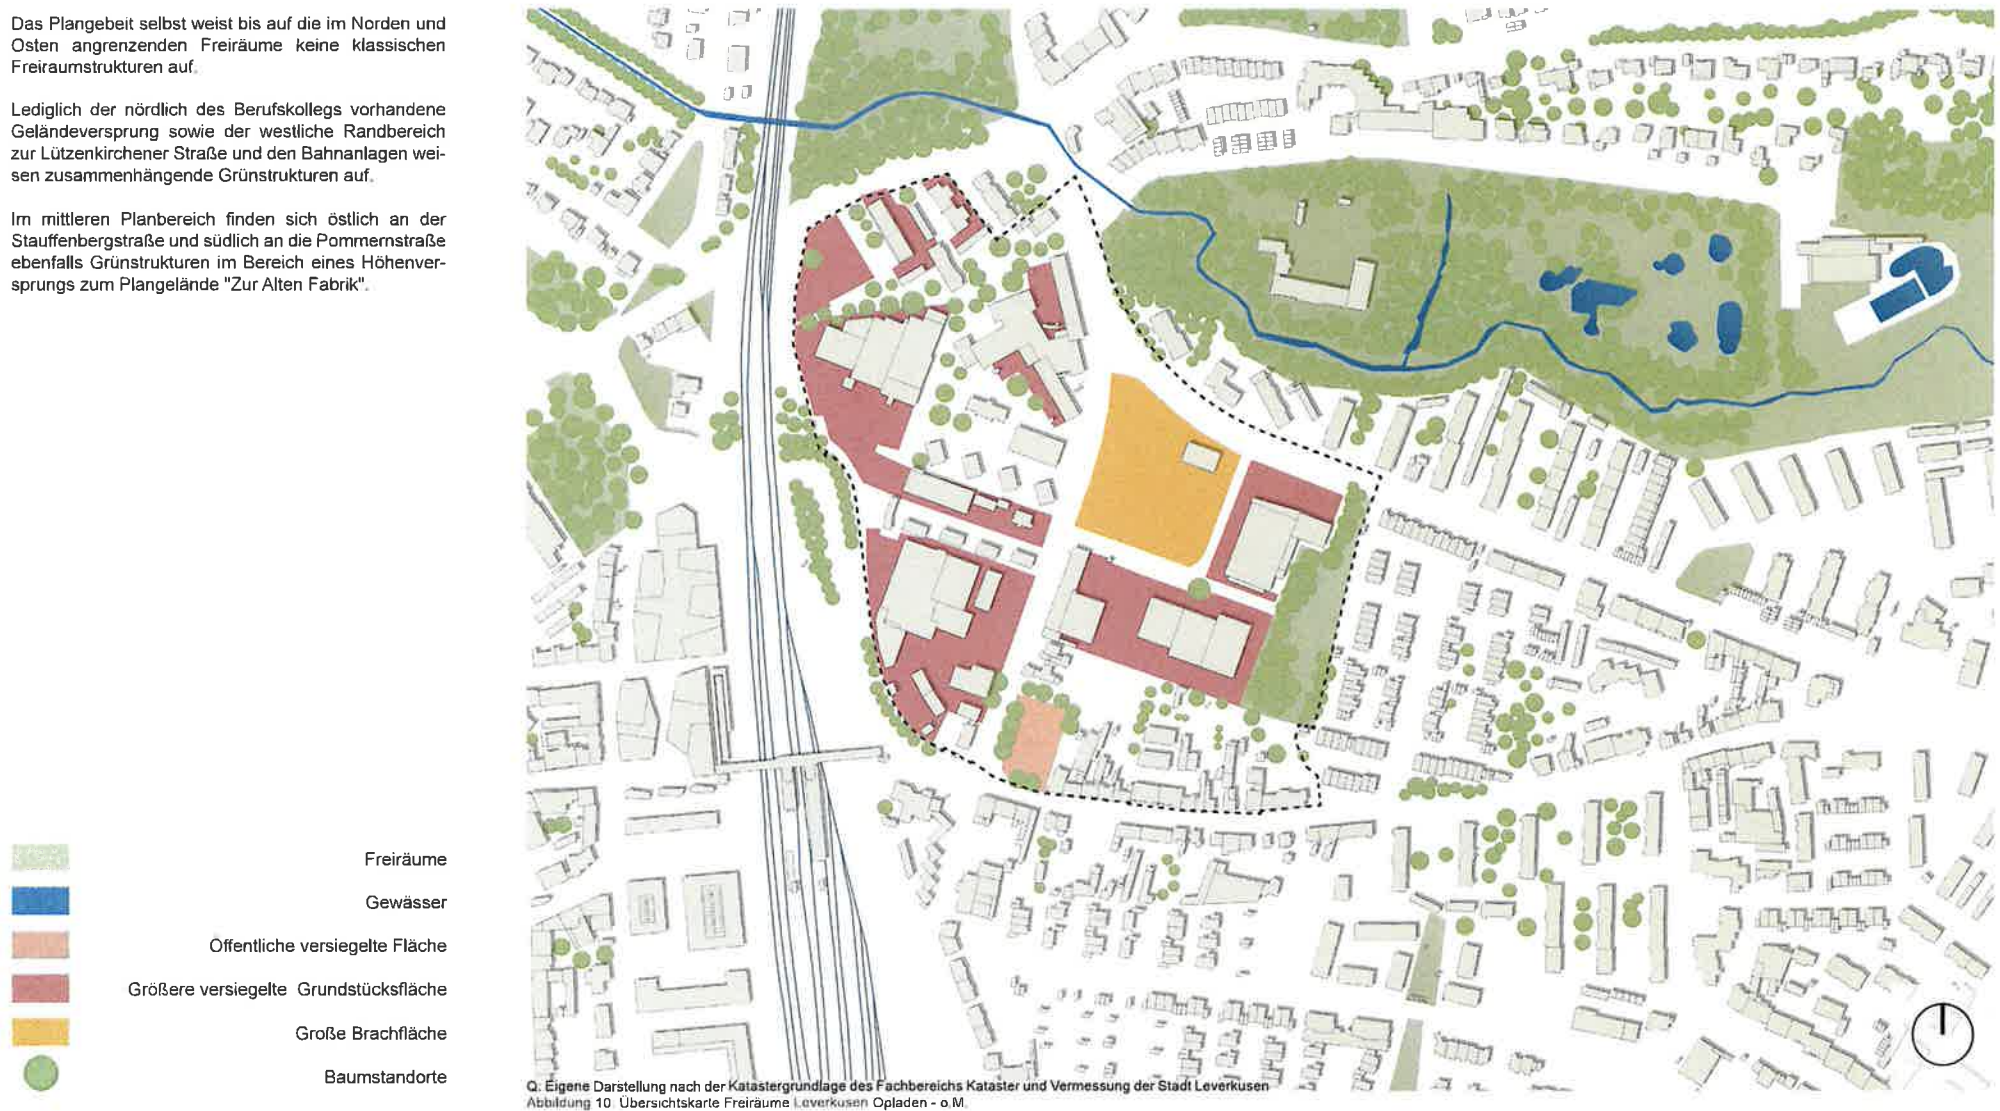 Das Plangebeit selbst weist bis auf die im Norden und
Osten angrenzenden Freiräume keine klassischen
Freiraumstrukturen auf.
Lediglich der nördlich des Berufskollegs vorhandene
Geländeversprung sowie der westliche Randbereich
zur Lützenkirchener Straße und den Bahnanlagen wei-
sen zusammenhängende Grünstrukturen auf.
Im mittleren Planbereich finden sich östlich an der
Stauffenbergstraße und südlich an die Pommernstraße
ebenfalls Grünstrukturen im Bereich eines Höhenver-
sprungs zum Plangelände "Zur Alten Fabrik".
Freiräume
Gewässer
Öffentliche versiegelte Fläche
Größere versiegelte Grundstücksfläche
Große Brachfläche
Baumstandorte
Q: Eigene Darstellung nach der Katastergrundlage des Fachbereichs Kataster und Vermessung der Stadt Leverkusen
Abbildung 10: Übersichtskarte Freiräume Leverkusen Opladen - o.M.